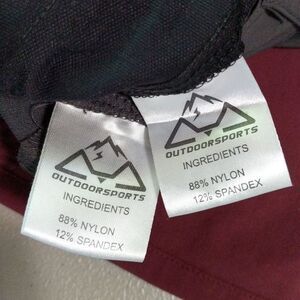 OUTDOORSPORTS
INGREDIENTS
88% NYLON
12% SPANDEX
OUTDOORSPORTS
INGREDIENTS
88% NYLON
12% SPANDEX